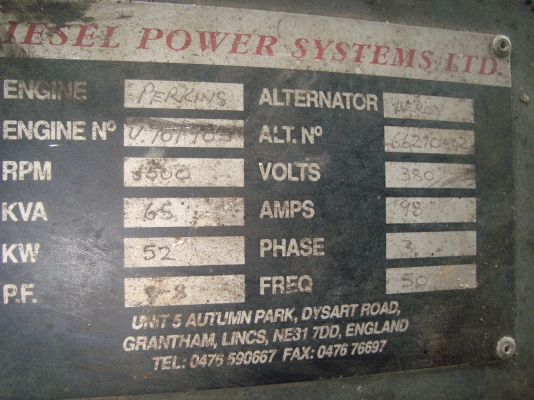 IESEL POWER SYSTEMS LTD.
ENGINE PERKINS ALTERNATOR
ENGINE Nº ALT. Nº
RPM 1500 VOLTS 380
KVA 65 AMPS 98
KW 52 PHASE 3
P.F. 8 FREQ 50
UNIT 5 AUTUMN PARK, DYSART ROAD,
GRANTHAM, LINCS, NE31 7DD, ENGLAND
TEL: 0476 590667 FAX: 0476 76697